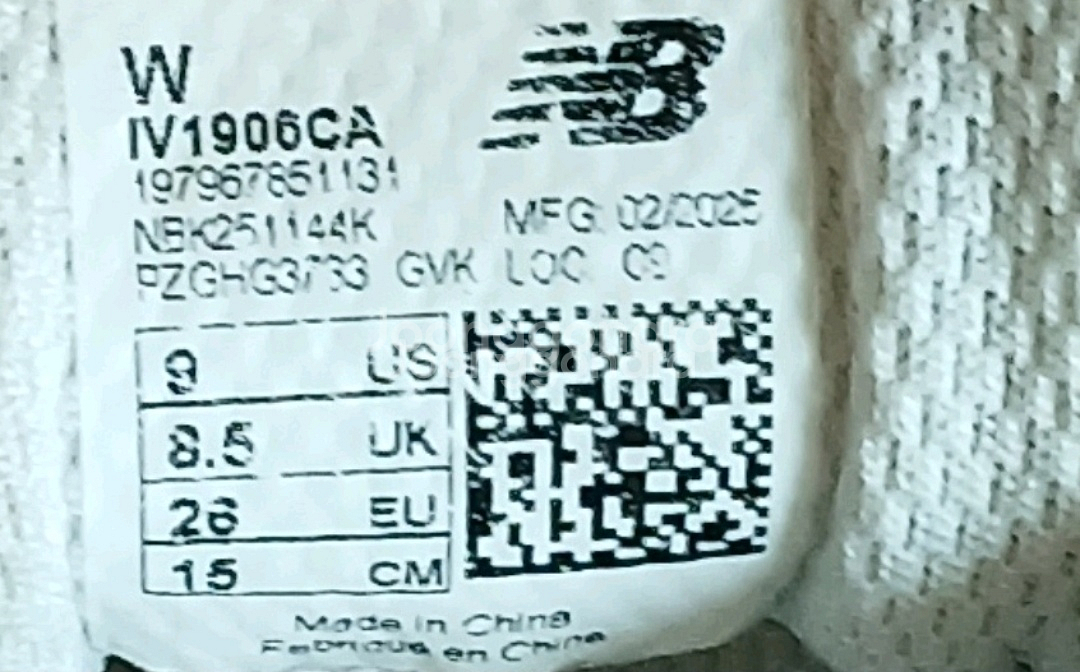 W
NB
IV1906CA
197967851131
NBK251144K MFG 02/2025
PZGHG3733 GVK LOC 09
9 US
8.5 UK
26 EU
15 CM
Made in China
Fabriqué en Chine